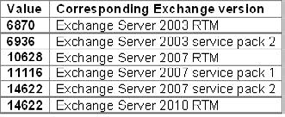 Value Corresponding Exchange version
6870 Exchange Server 2003 RTM
6936 Exchange Server 2003 service pack 2
10628 Exchange Server 2007 RTM
11116 Exchange Server 2007 service pack 1
14622 Exchange Server 2007 service pack 2
14622 Exchange Server 2010 RTM